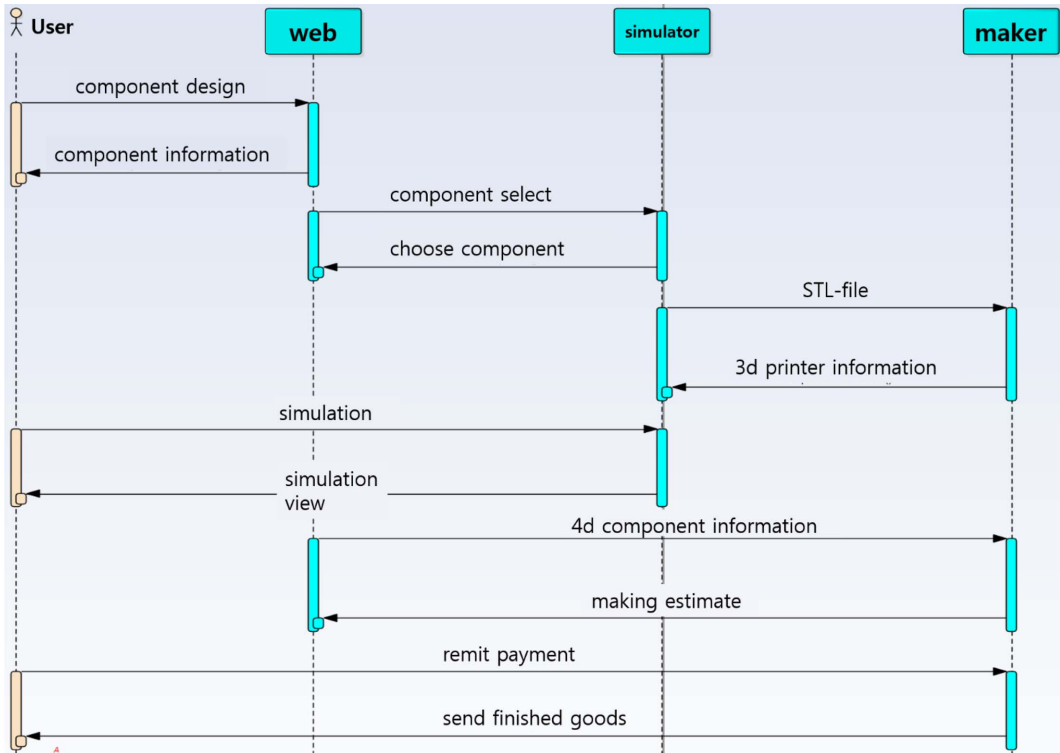 User
web
simulator
maker
component design
component information
component select
choose component
STL-file
3d printer information
simulation
simulation
view
4d component information
making estimate
remit payment
send finished goods
A